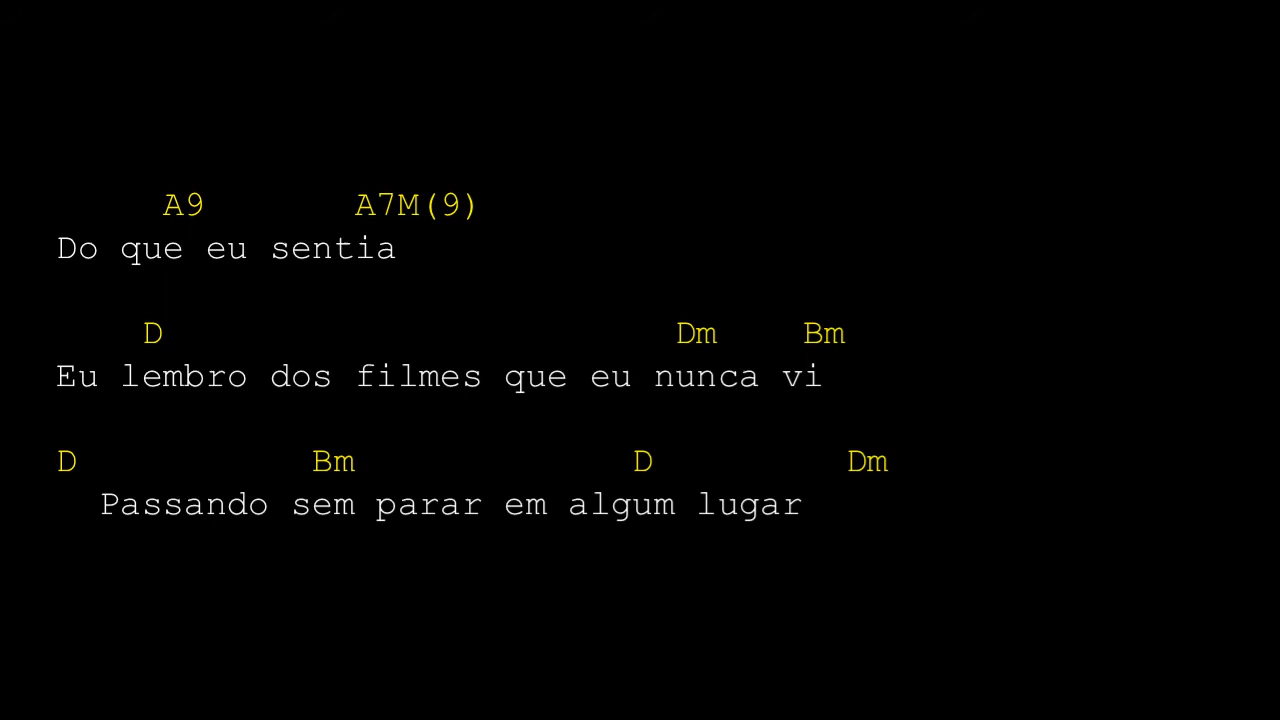 A9       A7M(9)
Do que eu sentia
    D                        Dm    Bm
Eu lembro dos filmes que eu nunca vi
D           Bm             D         Dm
  Passando sem parar em algum lugar